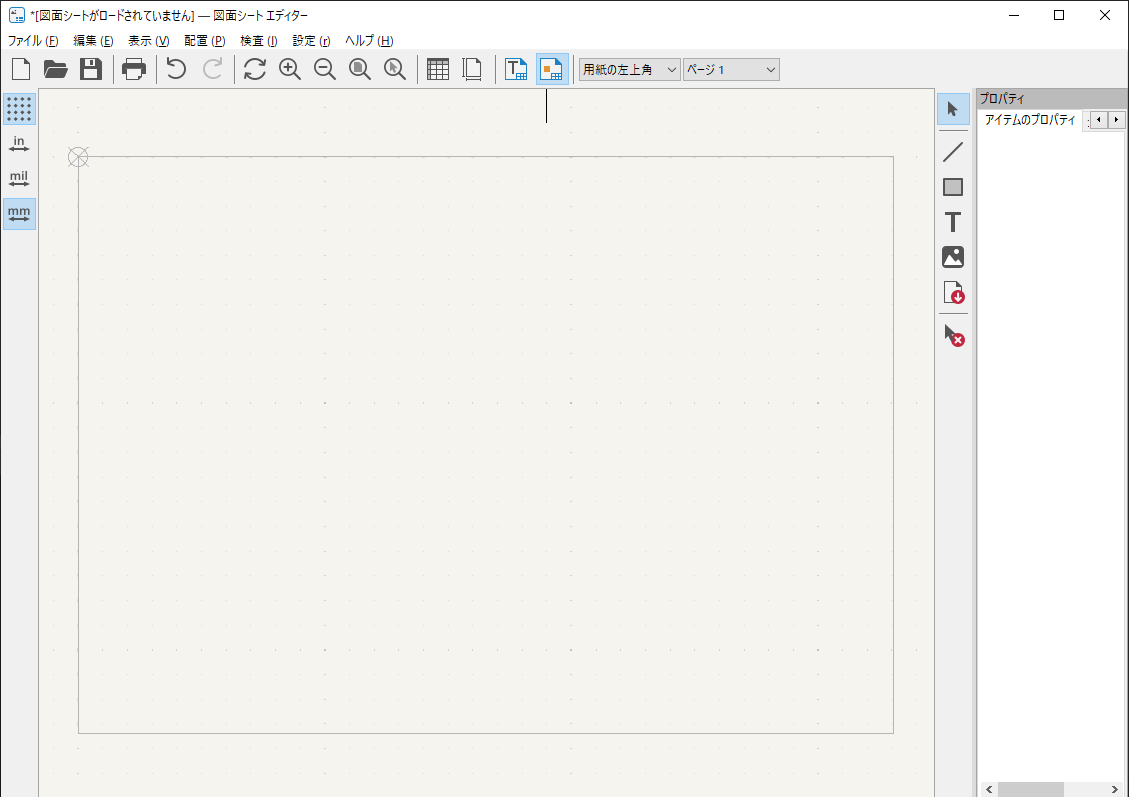 *[図面シートがロードされていません] — 図面シート エディター
ファイル (F) 編集 (E) 表示 (V) 配置 (P) 検査 (I) 設定 (r) ヘルプ (H)
用紙の左上角 ページ 1
in
mil
mm
T
プロパティ
アイテムのプロパティ